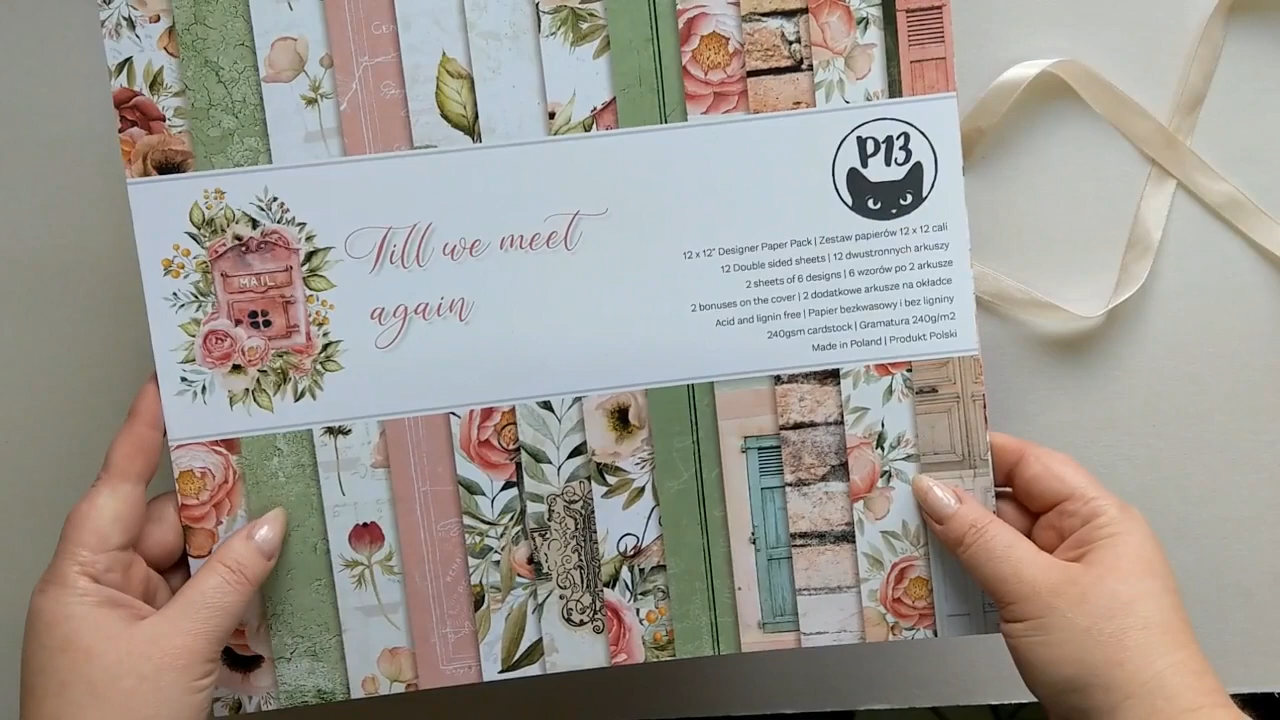 P13
MAIL
Till we meet
again
12 x 12" Designer Paper Pack | Zestaw papierów 12 x 12 cali
12 Double sided sheets | 12 dwustronnych arkuszy
2 sheets of 6 designs | 6 wzorów po 2 arkusze
2 bonuses on the cover | 2 dodatkowe arkusze na okładce
Acid and lignin free | Papier bezkwasowy i bez ligniny
240gsm cardstock | Gramatura 240g/m2
Made in Poland | Produkt Polski